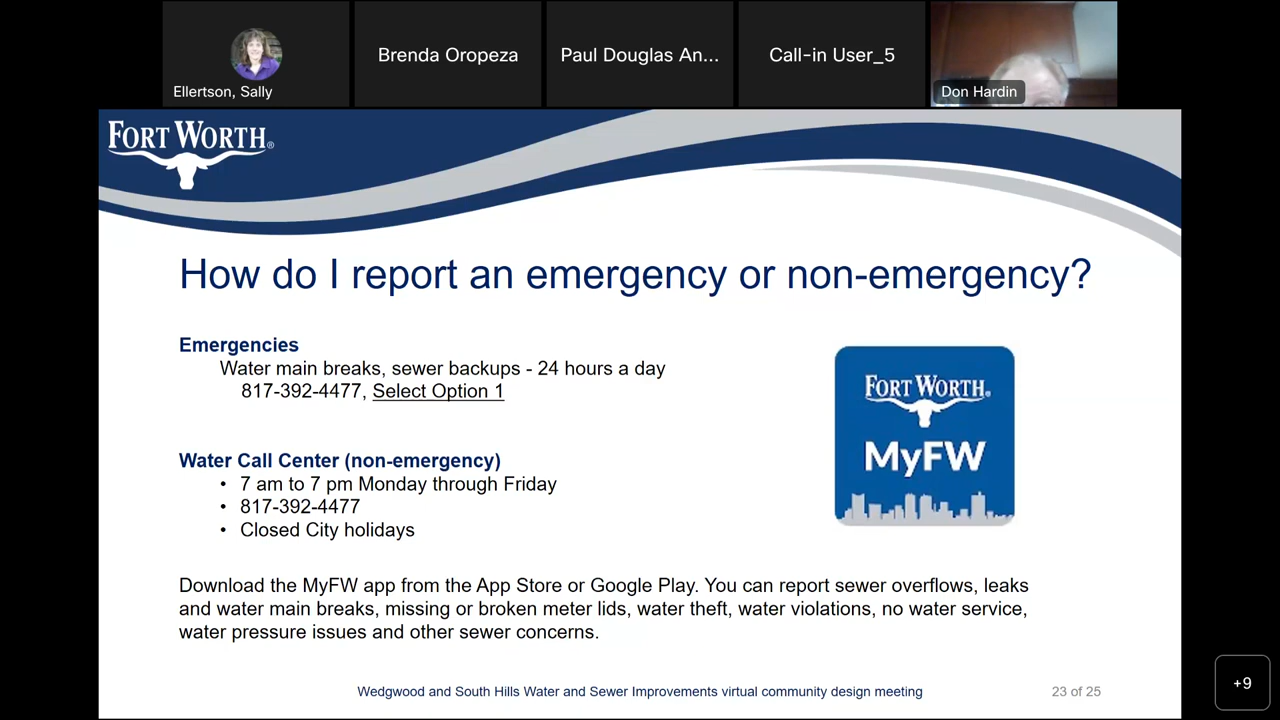 Ellertson, Sally
Brenda Oropeza
Paul Douglas An...
Call-in User_5
Don Hardin
FORT WORTH®
How do I report an emergency or non-emergency?
Emergencies
Water main breaks, sewer backups - 24 hours a day
817-392-4477, Select Option 1
Water Call Center (non-emergency)
• 7 am to 7 pm Monday through Friday
• 817-392-4477
• Closed City holidays
FORT WORTH®
MyFW
Download the MyFW app from the App Store or Google Play. You can report sewer overflows, leaks
and water main breaks, missing or broken meter lids, water theft, water violations, no water service,
water pressure issues and other sewer concerns.
Wedgwood and South Hills Water and Sewer Improvements virtual community design meeting
23 of 25
+9